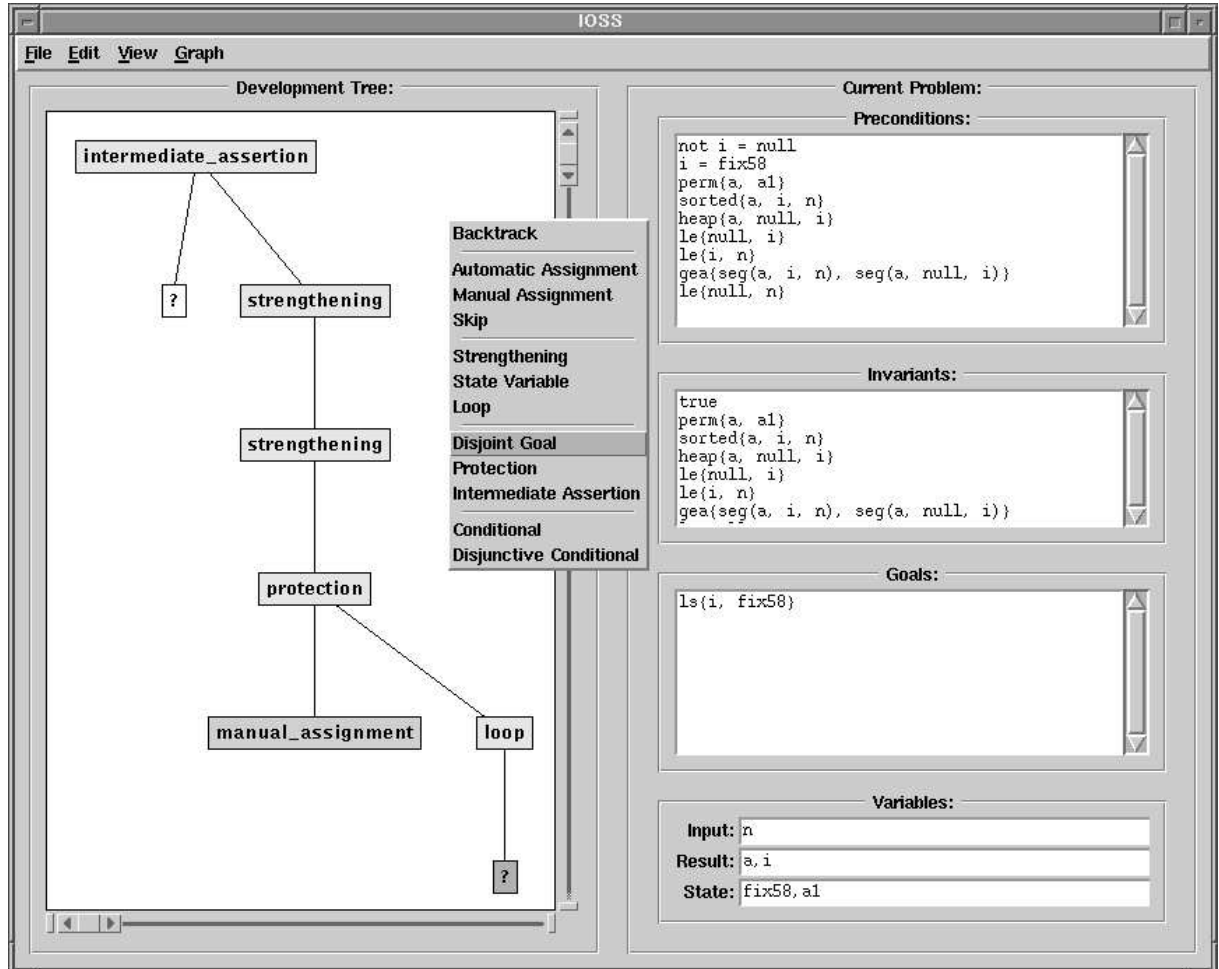 IOSS
File Edit View Graph
Development Tree:
intermediate_assertion
?
strengthening
strengthening
protection
manual_assignment
loop
?
Backtrack
Automatic Assignment
Manual Assignment
Skip
Strengthening
State Variable
Loop
Disjoint Goal
Protection
Intermediate Assertion
Conditional
Disjunctive Conditional
Current Problem:
Preconditions:
not i = null
i = fix58
perm{a, a1}
sorted{a, i, n}
heap{a, null, i}
le{null, i}
le{i, n}
gea{seg(a, i, n), seg(a, null, i)}
le{null, n}
Invariants:
true
perm{a, a1}
sorted{a, i, n}
heap{a, null, i}
le{null, i}
le{i, n}
gea{seg(a, i, n), seg(a, null, i)}
Goals:
ls{i, fix58}
Variables:
Input: n
Result: a,i
State: fix58,a1